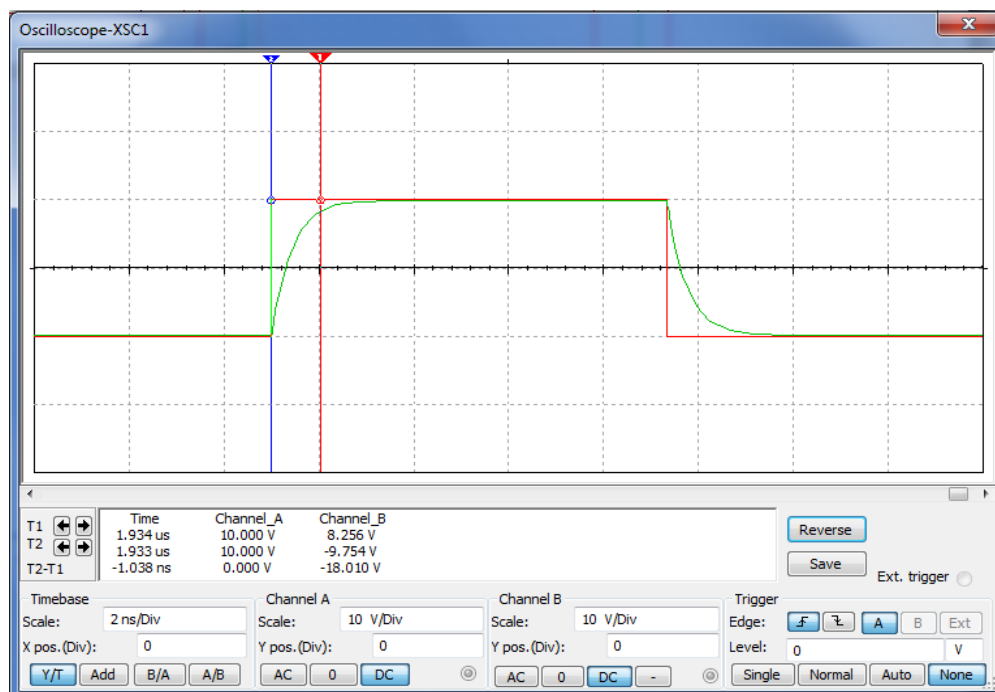 Oscilloscope-XSC1
2 1
T1 Time Channel_A Channel_B
1.934 us 10.000 V 8.256 V
T2 1.933 us 10.000 V -9.754 V
T2-T1 -1.038 ns 0.000 V -18.010 V
Reverse
Save
Ext. trigger
Timebase Channel A Channel B Trigger
Scale: 2 ns/Div Scale: 10 V/Div Scale: 10 V/Div Edge: A B Ext
X pos.(Div): 0 Y pos.(Div): 0 Y pos.(Div): 0 Level: 0 V
Y/T Add B/A A/B AC 0 DC AC 0 DC - Single Normal Auto None